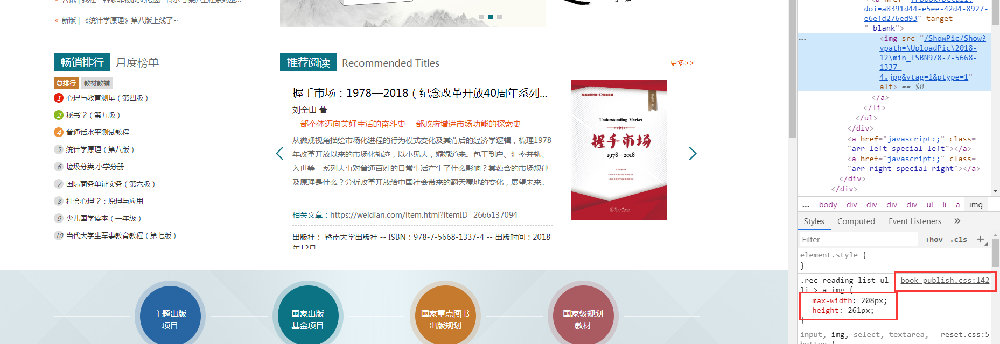 新版 | 《统计学原理》第八版上线了~
畅销排行 月度榜单
总排行 教材教辅
1 心理与教育测量（第四版）
2 秘书学（第五版）
4 普通话水平测试教程
5 统计学原理（第八版）
6 垃圾分类.小学分册
7 国际商务单证实务（第六版）
8 社会心理学：原理与应用
9 少儿国学读本（一年级）
10 当代大学生军事教育教程（第七版）
推荐阅读 Recommended Titles 更多>>
握手市场：1978—2018（纪念改革开放40周年系列...
刘金山 著
一部个体迈向美好生活的奋斗史 一部政府增进市场功能的探索史
从微观视角描绘市场化进程的行为模式变化及其背后的经济学逻辑，梳理1978
年改革开放以来的市场化轨迹，以小见大，娓娓道来。包干到户、汇率并轨、
入世等一系列大事对普通百姓的日常生活产生了什么影响？其蕴含的市场规律
及原理是什么？分析改革开放给中国社会带来的翻天覆地的变化，展望未来。
相关文章：https://weidian.com/item.html?itemID=2666137094
出版社： 暨南大学出版社 -- ISBN：978-7-5668-1337-4 -- 出版时间：2018
年12月
Understanding Market
握手市场
1978—2018
主题出版
项目
国家出版
基金项目
国家重点图书
出版规划
国家级规划
教材
<a href="/FBook/Detail?
doi=a8391d44-e5ee-42d4-8927-
e6efd276ed93" target=
"_blank">
<img src="/ShowPic/Show?
vpath=\UploadPic\2018-
12\min_ISBN978-7-5668-
1337-
4.jpg&vtag=1&ptype=1"
alt> == $0
</a>
</li>
</ul>
</div>
<a href="javascript:;" class=
"arr-left special-left"></a>
<a href="javascript:;" class=
"arr-right special-right"></a>
</div>
</div>
... body div div div div ul li a img
Styles Computed Event Listeners »
Filter :hov .cls +
element.style {
}
.rec-reading-list ul book-publish.css:142
li > a img {
max-width: 208px;
height: 261px;
}
input, img, select, textarea, reset.css:5
button {